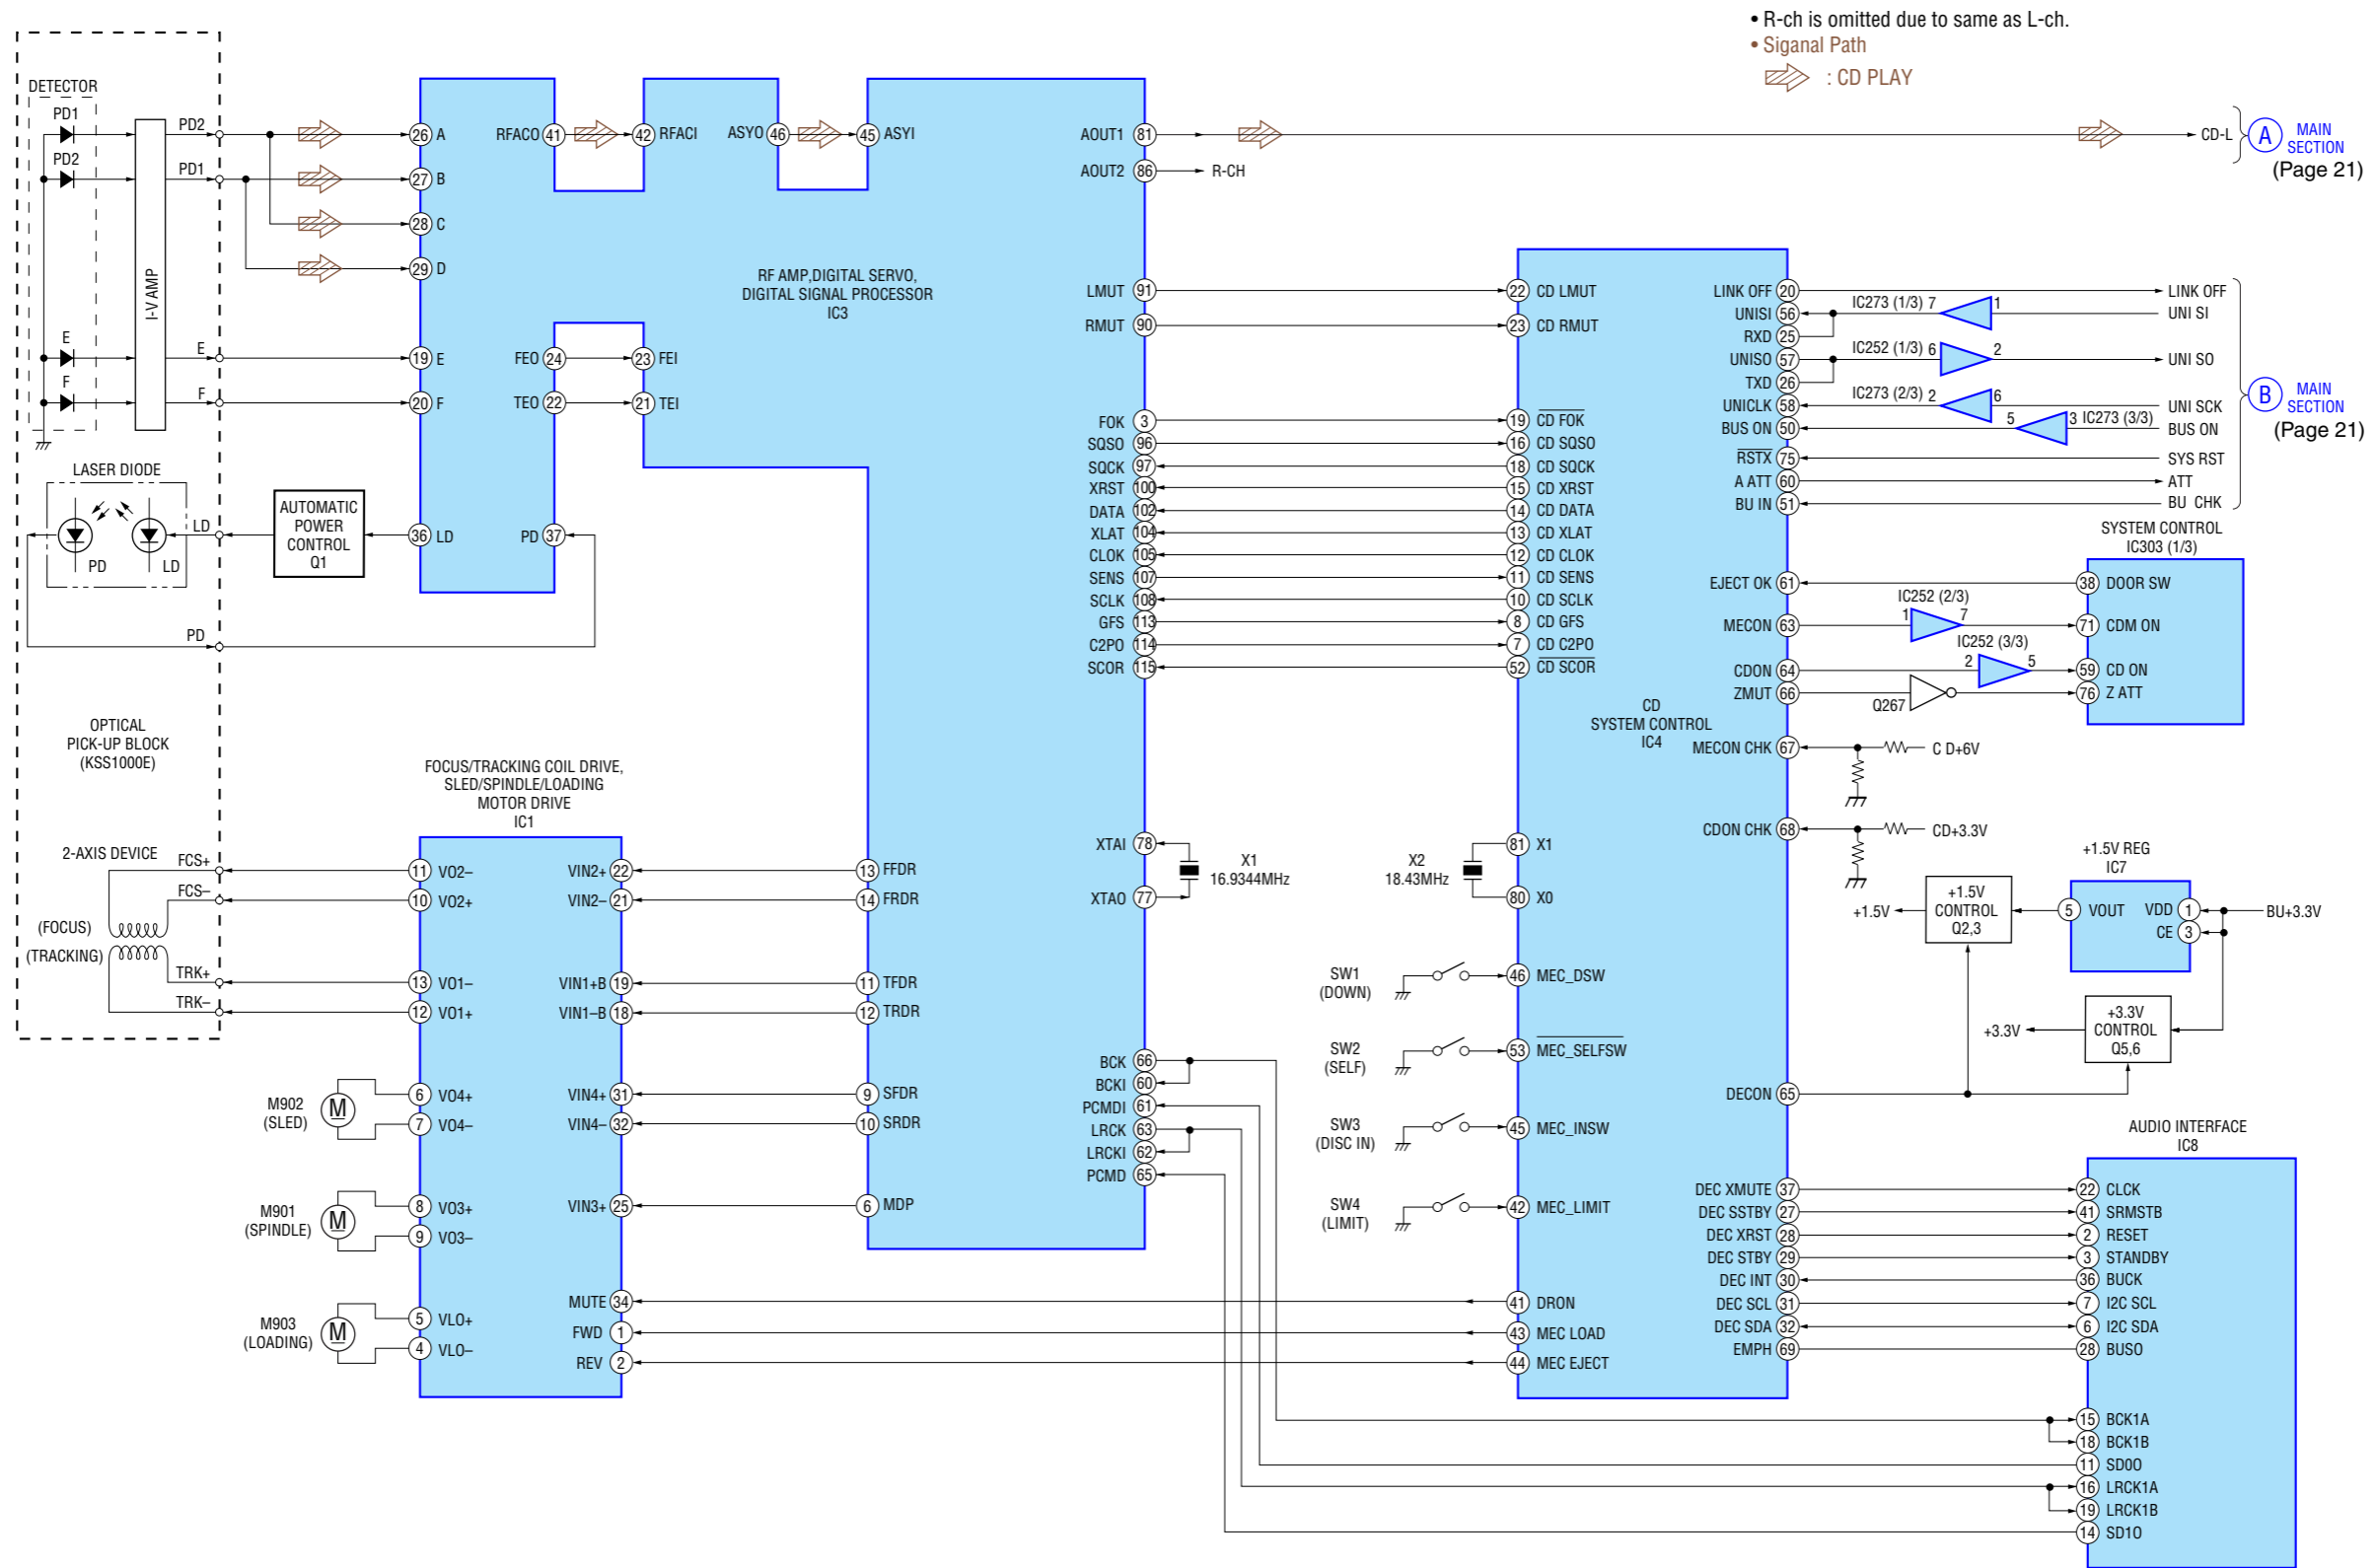 • R-ch is omitted due to same as L-ch.
• Siganal Path
: CD PLAY
DETECTOR
PD1
PD2
E
F
I-V AMP
PD2
PD1
E
F
LASER DIODE
PD
LD
LD
PD
AUTOMATIC
POWER
CONTROL
Q1
OPTICAL
PICK-UP BLOCK
(KSS1000E)
2-AXIS DEVICE
(FOCUS)
(TRACKING)
FCS+
FCS–
TRK+
TRK–
26 A
27 B
28 C
29 D
19 E
20 F
36 LD
PD 37
RFACO 41
42 RFACI
ASYO 46
45 ASYI
FEO 24
23 FEI
TEO 22
21 TEI
RF AMP,DIGITAL SERVO,
DIGITAL SIGNAL PROCESSOR
IC3
AOUT1 81
AOUT2 86
R-CH
CD-L
A
MAIN
SECTION
(Page 21)
LMUT 91
RMUT 90
FOK 3
SQSO 96
SQCK 97
XRST 100
DATA 102
XLAT 104
CLOK 105
SENS 107
SCLK 108
GFS 113
C2PO 114
SCOR 115
XTAI 78
XTAO 77
X1
16.9344MHz
BCK 66
BCKI 60
PCMDI 61
LRCK 63
LRCKI 62
PCMD 65
13 FFDR
14 FRDR
11 TFDR
12 TRDR
9 SFDR
10 SRDR
6 MDP
FOCUS/TRACKING COIL DRIVE,
SLED/SPINDLE/LOADING
MOTOR DRIVE
IC1
11 VO2–
10 VO2+
13 VO1–
12 VO1+
6 VO4+
7 VO4–
8 VO3+
9 VO3–
5 VLO+
4 VLO–
VIN2+ 22
VIN2– 21
VIN1+B 19
VIN1–B 18
VIN4+ 31
VIN4– 32
VIN3+ 25
MUTE 34
FWD 1
REV 2
M902
(SLED)
M
M901
(SPINDLE)
M
M903
(LOADING)
M
22 CD LMUT
23 CD RMUT
19 CD FOK
16 CD SQSO
18 CD SQCK
15 CD XRST
14 CD DATA
13 CD XLAT
12 CD CLOK
11 CD SENS
10 CD SCLK
8 CD GFS
7 CD C2PO
52 CD SCOR
CD
SYSTEM CONTROL
IC4
81 X1
80 X0
X2
18.43MHz
SW1
(DOWN)
46 MEC_DSW
SW2
(SELF)
53 MEC_SELFSW
SW3
(DISC IN)
45 MEC_INSW
SW4
(LIMIT)
42 MEC_LIMIT
41 DRON
43 MEC LOAD
44 MEC EJECT
LINK OFF 20
UNISI 56
RXD 25
UNISO 57
TXD 26
UNICLK 58
BUS ON 50
RSTX 75
A ATT 60
BU IN 51
EJECT OK 61
MECON 63
CDON 64
ZMUT 66
MECON CHK 67
CDON CHK 68
DECON 65
DEC XMUTE 37
DEC SSTBY 27
DEC XRST 28
DEC STBY 29
DEC INT 30
DEC SCL 31
DEC SDA 32
EMPH 69
IC273 (1/3) 7 1
IC252 (1/3) 6 2
IC273 (2/3) 2 6
5 3 IC273 (3/3)
LINK OFF
UNI SI
UNI SO
UNI SCK
BUS ON
SYS RST
ATT
BU CHK
B
MAIN
SECTION
(Page 21)
SYSTEM CONTROL
IC303 (1/3)
38 DOOR SW
71 CDM ON
59 CD ON
76 Z ATT
IC252 (2/3)
1 7
IC252 (3/3)
2 5
Q267
C D+6V
CD+3.3V
+1.5V REG
IC7
5 VOUT
VDD 1
CE 3
BU+3.3V
+1.5V
CONTROL
Q2,3
+1.5V
+3.3V
CONTROL
Q5,6
+3.3V
AUDIO INTERFACE
IC8
22 CLCK
41 SRMSTB
2 RESET
3 STANDBY
36 BUCK
7 I2C SCL
6 I2C SDA
28 BUSO
15 BCK1A
18 BCK1B
11 SD0O
16 LRCK1A
19 LRCK1B
14 SD1O